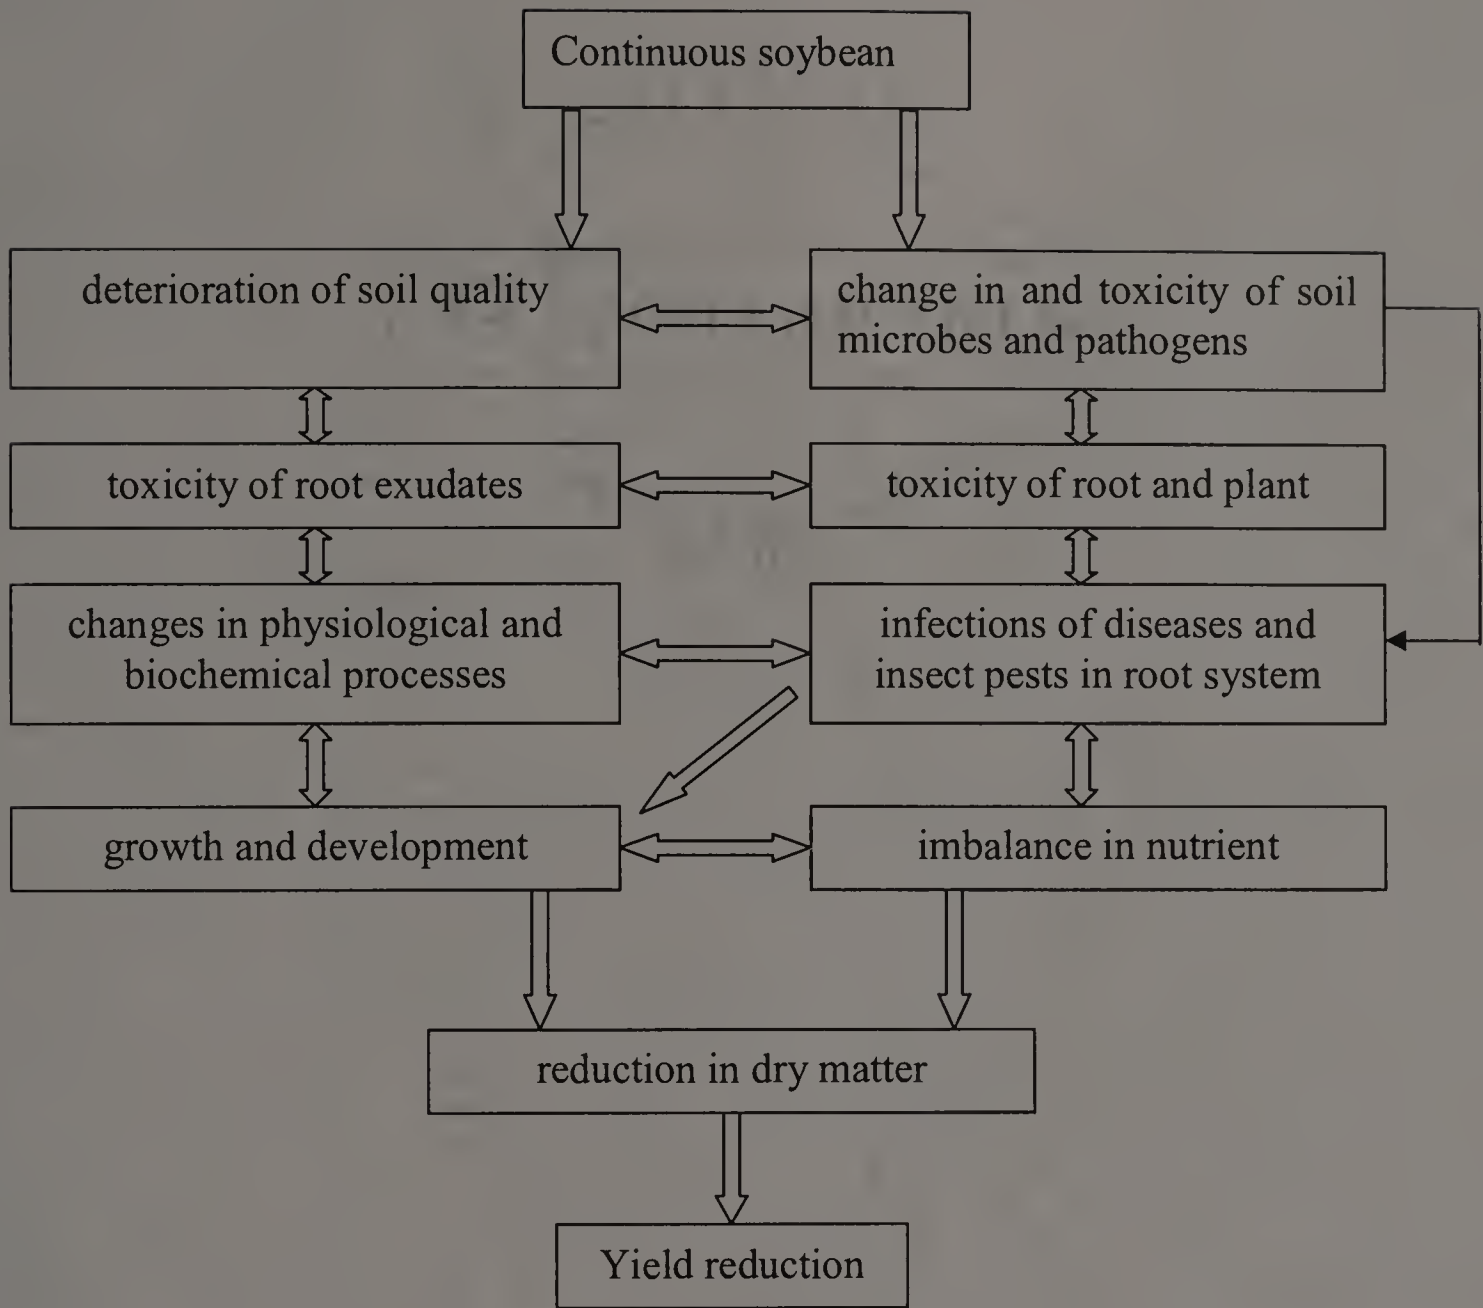 Continuous soybean
deterioration of soil quality
change in and toxicity of soil
microbes and pathogens
toxicity of root exudates
toxicity of root and plant
changes in physiological and
biochemical processes
infections of diseases and
insect pests in root system
growth and development
imbalance in nutrient
reduction in dry matter
Yield reduction